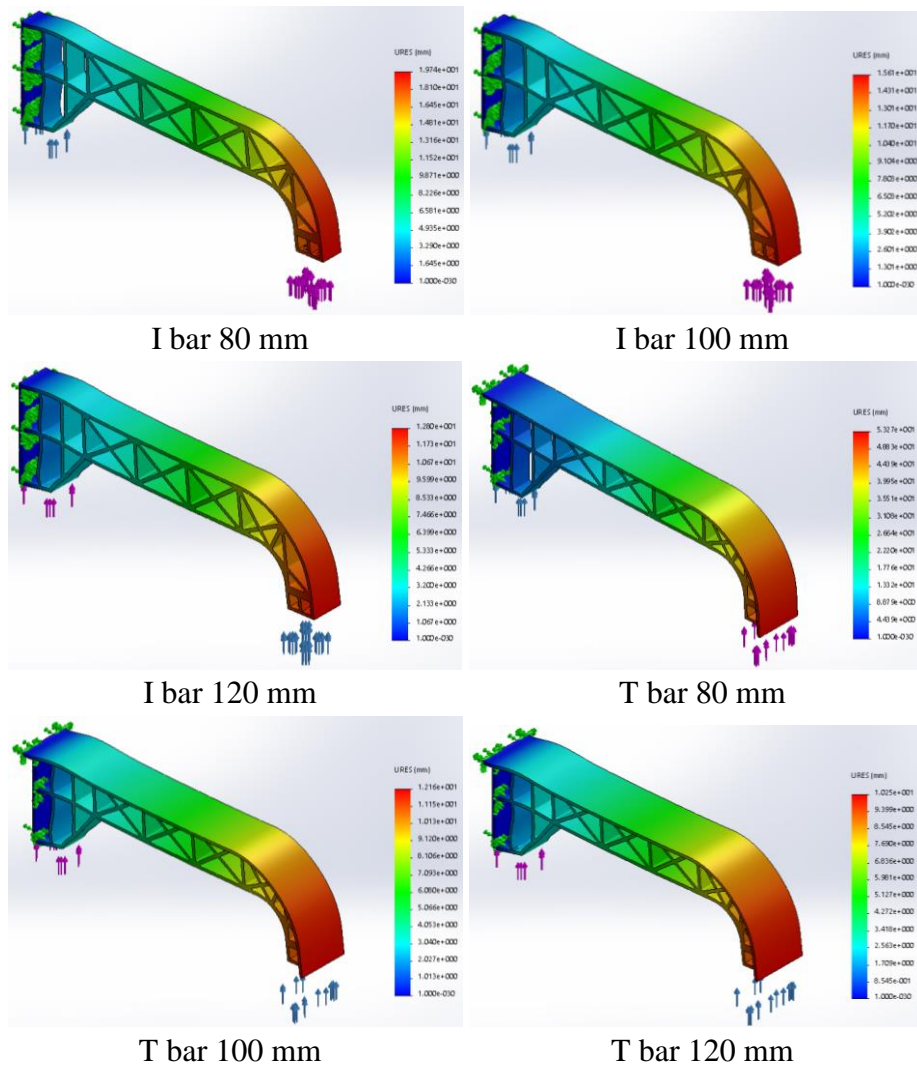 URES (mm)
1.974e+001
1.810e+001
1.645e+001
1.481e+001
1.316e+001
1.152e+001
9.871e+000
8.226e+000
6.581e+000
4.935e+000
3.290e+000
1.645e+000
1.000e-030
I bar 80 mm
URES (mm)
1.561e+001
1.431e+001
1.301e+001
1.170e+001
1.040e+001
9.104e+000
7.803e+000
6.503e+000
5.202e+000
3.902e+000
2.601e+000
1.301e+000
1.000e-030
I bar 100 mm
URES (mm)
1.280e+001
1.173e+001
1.067e+001
9.599e+000
8.533e+000
7.466e+000
6.399e+000
5.333e+000
4.266e+000
3.200e+000
2.133e+000
1.067e+000
1.000e-030
I bar 120 mm
URES (mm)
5.327e+001
4.883e+001
4.439e+001
3.995e+001
3.551e+001
3.108e+001
2.664e+001
2.220e+001
1.776e+001
1.332e+001
8.879e+000
4.439e+000
1.000e-030
T bar 80 mm
URES (mm)
1.216e+001
1.115e+001
1.013e+001
9.120e+000
8.106e+000
7.093e+000
6.080e+000
5.066e+000
4.053e+000
3.040e+000
2.027e+000
1.013e+000
1.000e-030
T bar 100 mm
URES (mm)
1.025e+001
9.399e+000
8.545e+000
7.690e+000
6.836e+000
5.981e+000
5.127e+000
4.272e+000
3.418e+000
2.563e+000
1.709e+000
8.545e-001
1.000e-030
T bar 120 mm